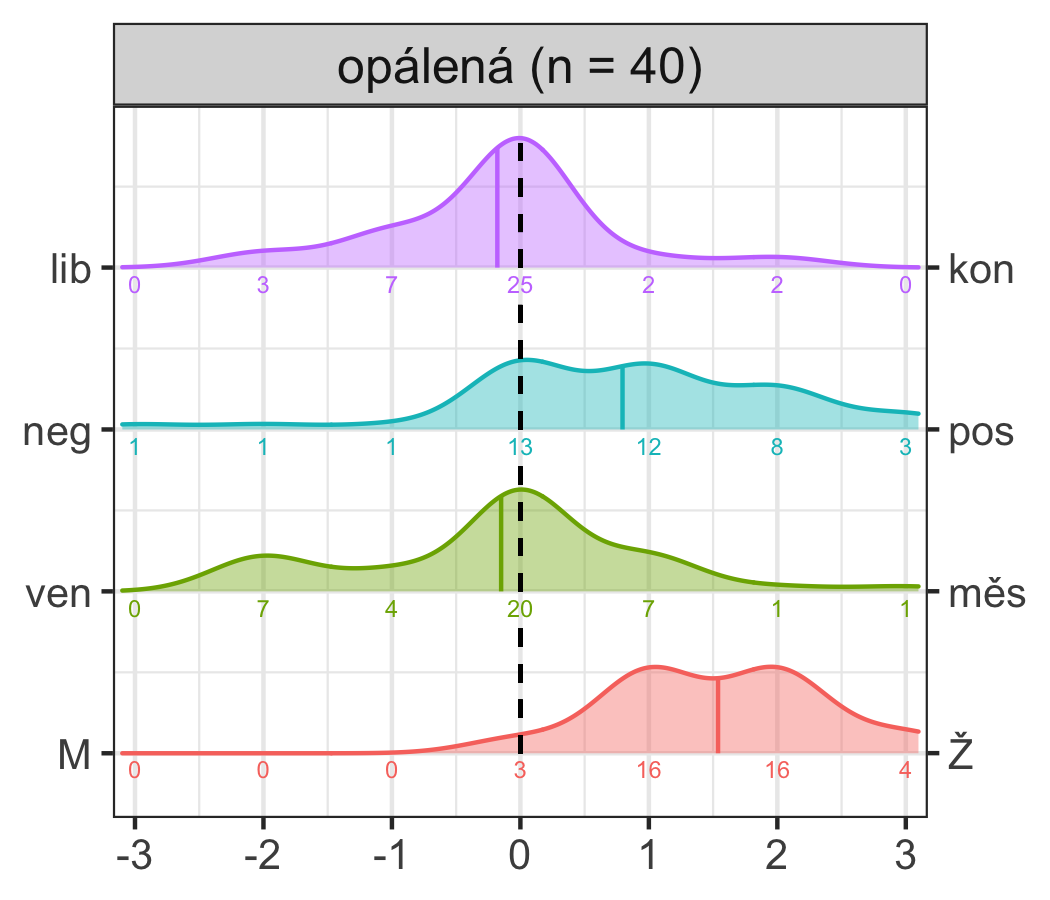 opálená (n = 40)
lib kon
0 3 7 25 2 2 0
neg pos
1 1 1 13 12 8 3
ven měs
0 7 4 20 7 1 1
M Ž
0 0 0 3 16 16 4
-3 -2 -1 0 1 2 3